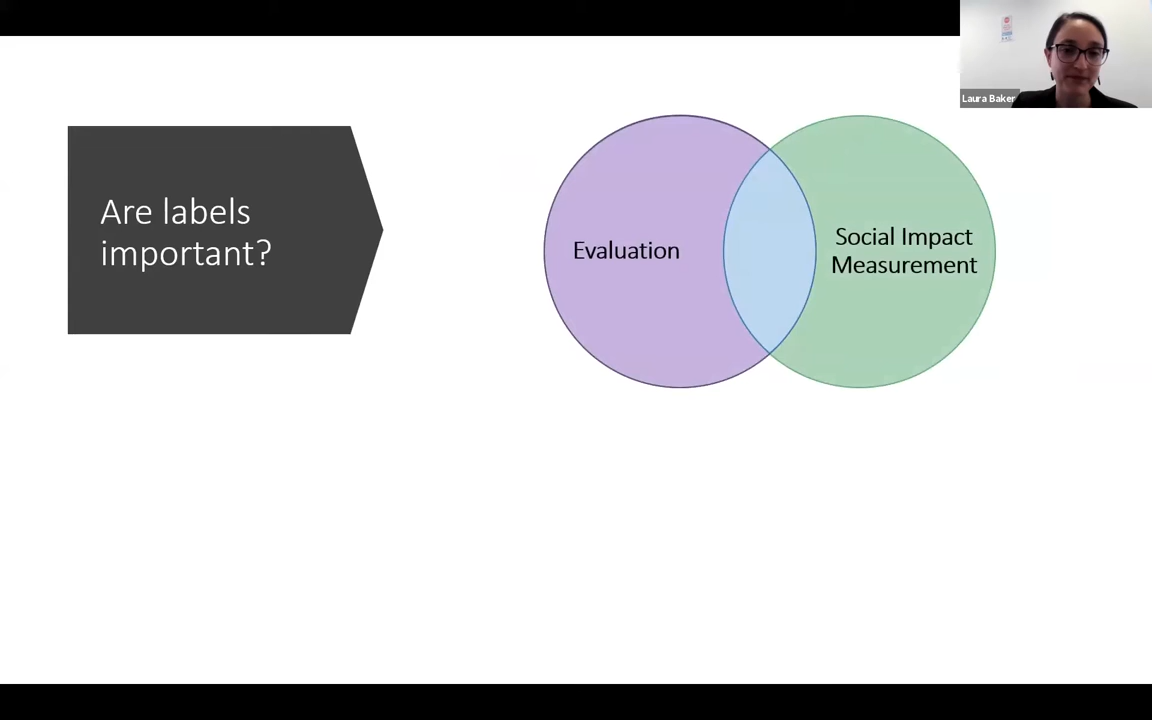 Laura Baker
Are labels
important?
Evaluation
Social Impact
Measurement